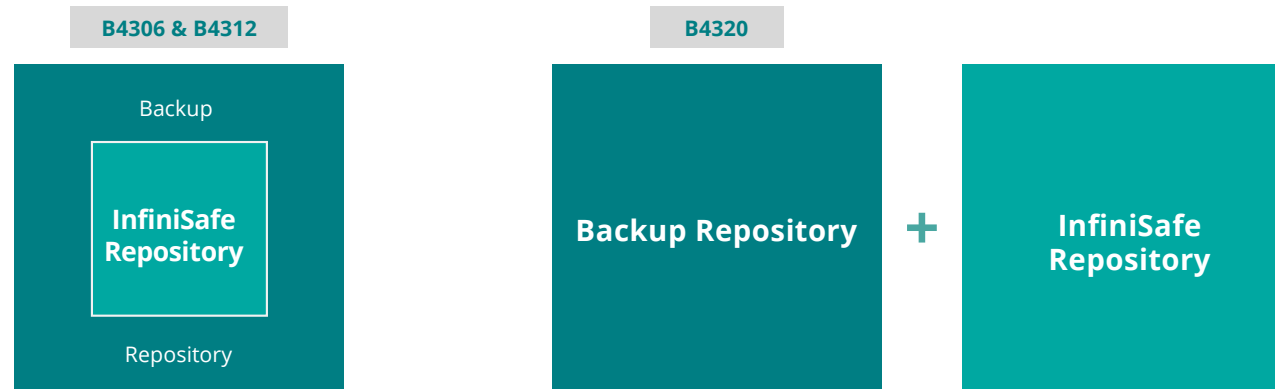 B4306 & B4312
Backup
InfiniSafe
Repository
Repository
B4320
Backup Repository
+
InfiniSafe
Repository